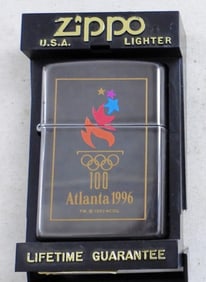 zippo
U.S.A. LIGHTER
100
Atlanta 1996
LIFETIME GUARANTEE